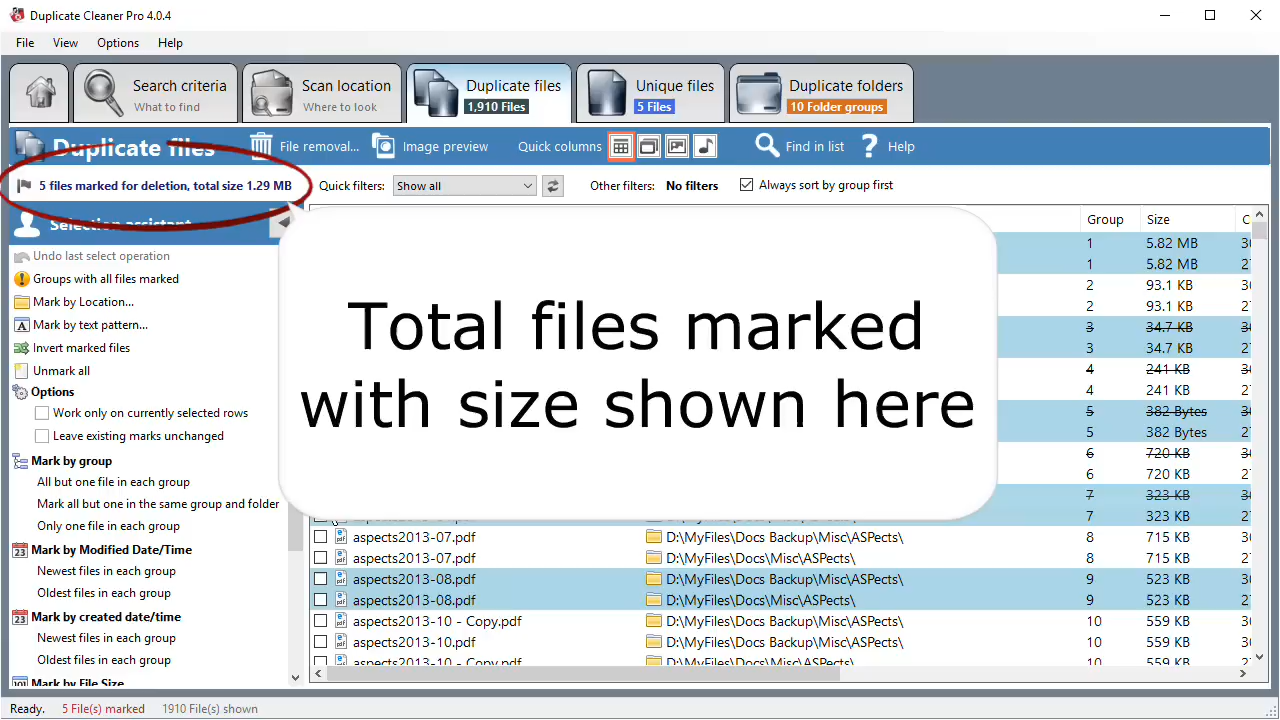 Duplicate Cleaner Pro 4.0.4
File View Options Help
Search criteria
What to find
Scan location
Where to look
Duplicate files
1,910 Files
Unique files
5 Files
Duplicate folders
10 Folder groups
Duplicate files
File removal...
Image preview
Quick columns
Find in list
Help
5 files marked for deletion, total size 1.29 MB
Quick filters: Show all
Other filters: No filters
Always sort by group first
Selection assistant
Undo last select operation
Groups with all files marked
Mark by Location...
Mark by text pattern...
Invert marked files
Unmark all
Options
Work only on currently selected rows
Leave existing marks unchanged
Mark by group
All but one file in each group
Mark all but one in the same group and folder
Only one file in each group
Mark by Modified Date/Time
Newest files in each group
Oldest files in each group
Mark by created date/time
Newest files in each group
Oldest files in each group
Mark by File Size
Total files marked
with size shown here
Group Size
1 5.82 MB
1 5.82 MB
2 93.1 KB
2 93.1 KB
3 34.7 KB
3 34.7 KB
4 241 KB
4 241 KB
5 382 Bytes
5 382 Bytes
6 720 KB
6 720 KB
7 323 KB
7 323 KB
aspects2013-07.pdf D:\MyFiles\Docs Backup\Misc\ASPects\ 8 715 KB
aspects2013-07.pdf D:\MyFiles\Docs\Misc\ASPects\ 8 715 KB
aspects2013-08.pdf D:\MyFiles\Docs Backup\Misc\ASPects\ 9 523 KB
aspects2013-08.pdf D:\MyFiles\Docs\Misc\ASPects\ 9 523 KB
aspects2013-10 - Copy.pdf D:\MyFiles\Docs Backup\Misc\ASPects\ 10 559 KB
aspects2013-10.pdf D:\MyFiles\Docs Backup\Misc\ASPects\ 10 559 KB
aspects2013-10 - Copy.pdf D:\MyFiles\Docs\Misc\ASPects\ 10 559 KB
Ready. 5 File(s) marked 1910 File(s) shown